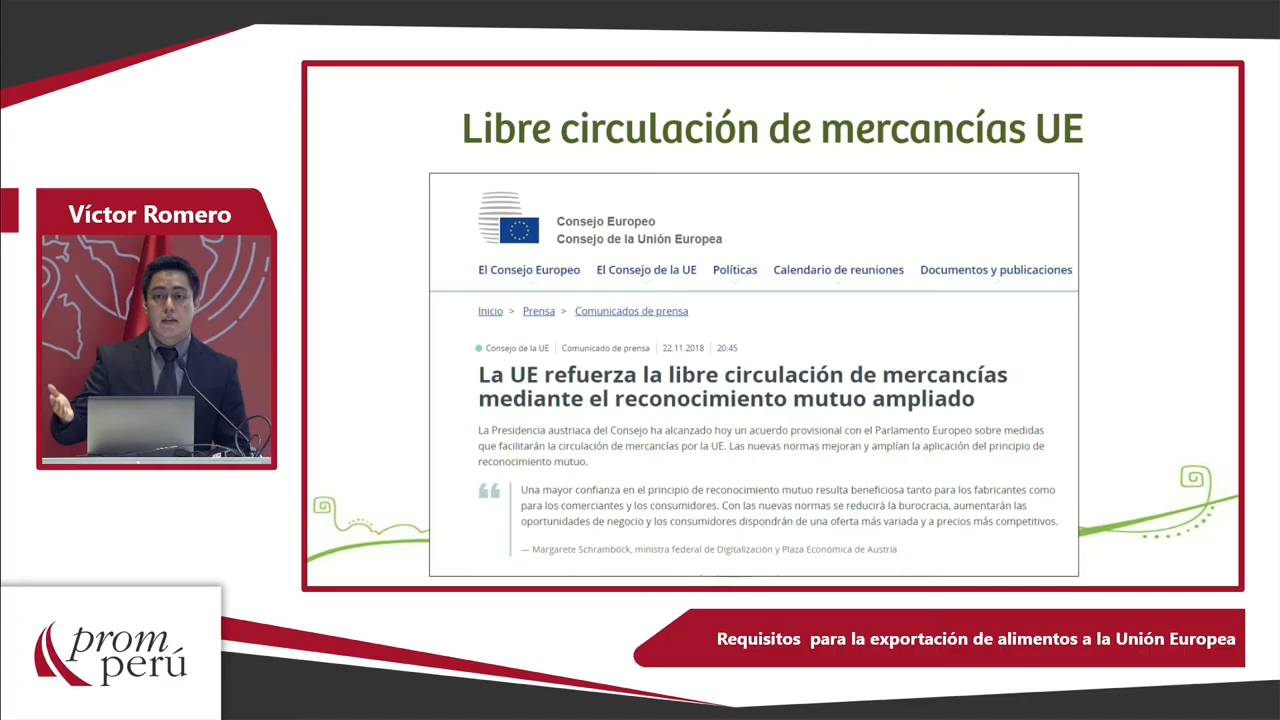 Libre circulación de mercancías UE
Víctor Romero
Consejo Europeo
Consejo de la Unión Europea
El Consejo Europeo El Consejo de la UE Políticas Calendario de reuniones Documentos y publicaciones
Inicio > Prensa > Comunicados de prensa
Consejo de la UE Comunicado de prensa 22.11.2018 20:45
La UE refuerza la libre circulación de mercancías
mediante el reconocimiento mutuo ampliado
La Presidencia austriaca del Consejo ha alcanzado hoy un acuerdo provisional con el Parlamento Europeo sobre medidas
que facilitarán la circulación de mercancías por la UE. Las nuevas normas mejoran y amplían la aplicación del principio de
reconocimiento mutuo.
“ Una mayor confianza en el principio de reconocimiento mutuo resulta beneficiosa tanto para los fabricantes como
para los comerciantes y los consumidores. Con las nuevas normas se reducirá la burocracia, aumentarán las
oportunidades de negocio y los consumidores dispondrán de una oferta más variada y a precios más competitivos.
— Margarete Schramböck, ministra federal de Digitalización y Plaza Económica de Austria
prom
perú
Requisitos para la exportación de alimentos a la Unión Europea